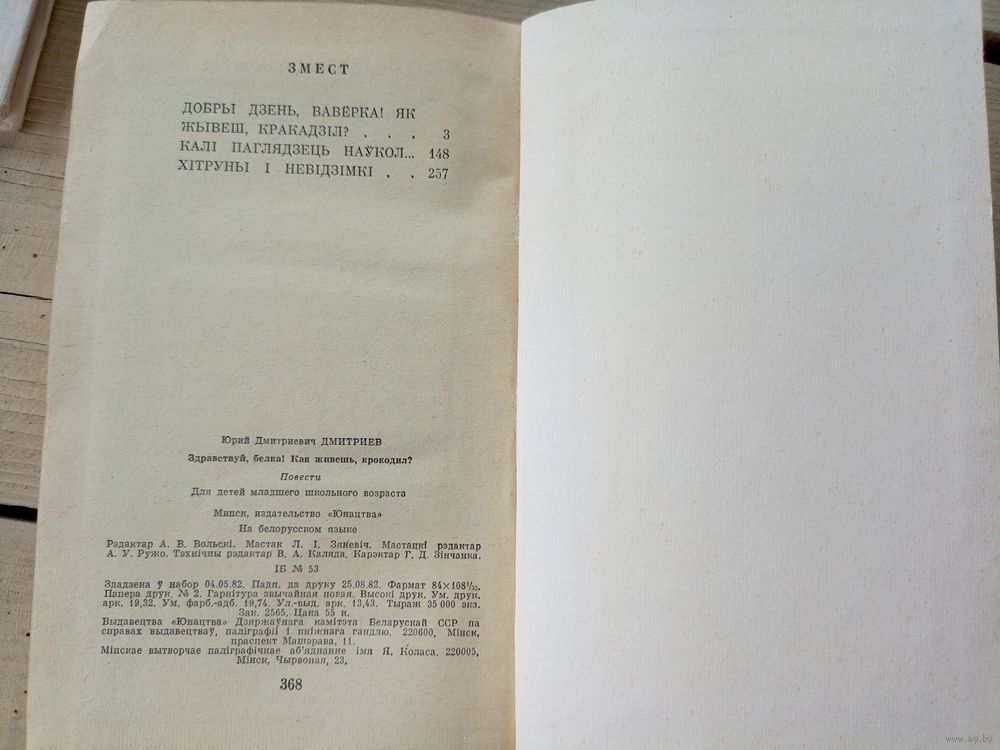 ЗМЕСТ
ДОБРЫ ДЗЕНЬ, ВАВЁРКА! ЯК
ЖЫВЕШ, КРАКАДЗІЛ? . . . 3
КАЛІ ПАГЛЯДЗЕЦЬ НАЎКОЛ... 148
ХІТРУНЫ І НЕВІДЗІМКІ . . 257
Юрий Дмитриевич ДМИТРИЕВ
Здравствуй, белка! Как живешь, крокодил?
Повести
Для детей младшего школьного возраста
Минск, издательство «Юнацтва»
На белорусском языке
Рэдактар А. В. Вольскі. Мастак Л. І. Зяневіч. Мастацкі рэдактар
А. У. Ружо. Тэхнічны рэдактар В. А. Каляда. Карэктар Г. Д. Зінчанка.
ІБ № 53
Здадзена ў набор 04.05.82. Падп. да друку 25.08.82. Фармат 84×108 1/32.
Папера друк. № 2. Гарнітура звычайная новая. Высокі друк. Ум. друк.
арк. 19,32. Ум. фарб.-адб. 19,74. Ул.-выд. арк. 13,43. Тыраж 35 000 экз.
Зак. 2565. Цана 55 к.
Выдавецтва «Юнацтва» Дзяржаўнага камітэта Беларускай ССР па
справах выдавецтваў, паліграфіі і кніжнага гандлю. 220600, Мінск,
праспект Машэрава, 11.
Мінскае вытворчае паліграфічнае аб'яднанне імя Я. Коласа. 220005,
Мінск, Чырвоная, 23.
368
www.ay.by